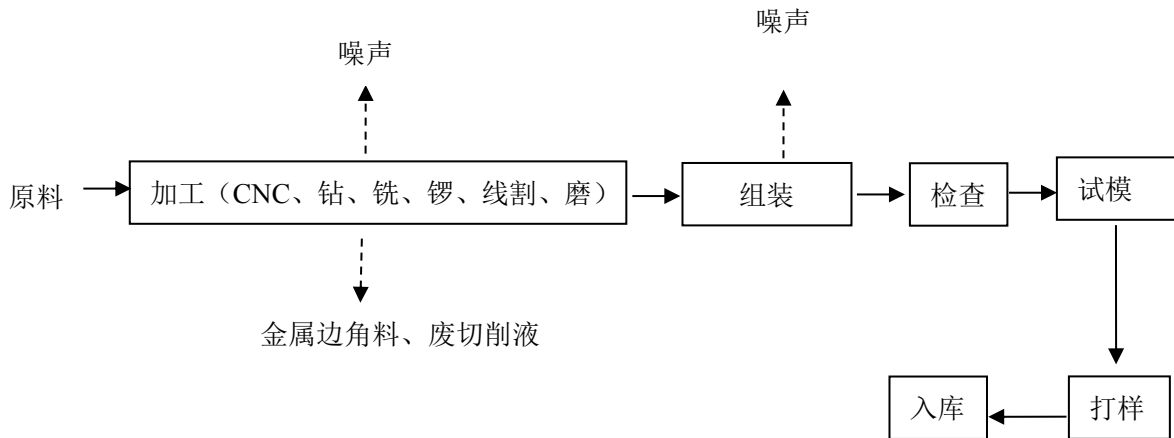 噪声
噪声
原料
加工（CNC、钻、铣、锣、线割、磨）
组装
检查
试模
金属边角料、废切削液
入库
打样